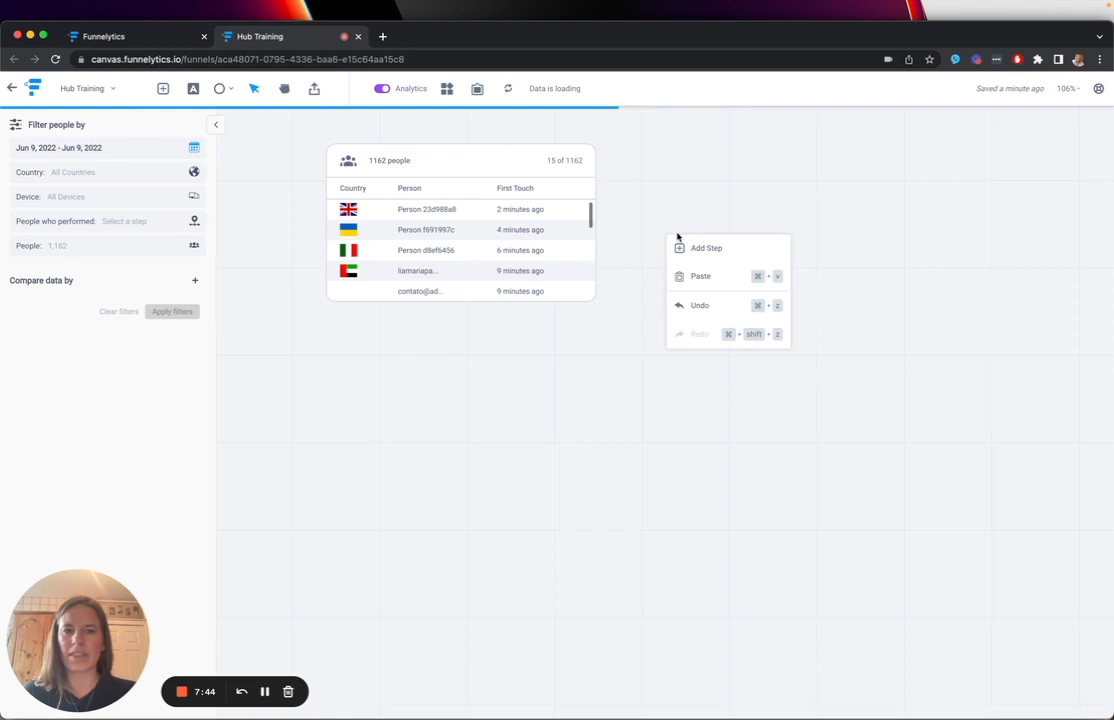 Funnelytics
Hub Training
canvas.funnelytics.io/funnels/aca48071-0795-4336-baa6-e15c64aa15c8
Hub Training
Analytics
Data is loading
Saved a minute ago
106%
Filter people by
Jun 9, 2022 - Jun 9, 2022
Country: All Countries
Device: All Devices
People who performed: Select a step
People: 1,162
Compare data by
Clear filters Apply filters
1162 people 15 of 1162
Country Person First Touch
Person 23d988a8 2 minutes ago
Person f691997c 4 minutes ago
Person d8ef6456 6 minutes ago
liamariapa... 9 minutes ago
contato@ad... 9 minutes ago
Add Step
Paste ⌘ + v
Undo ⌘ + z
Redo ⌘ + shift + z
7:44